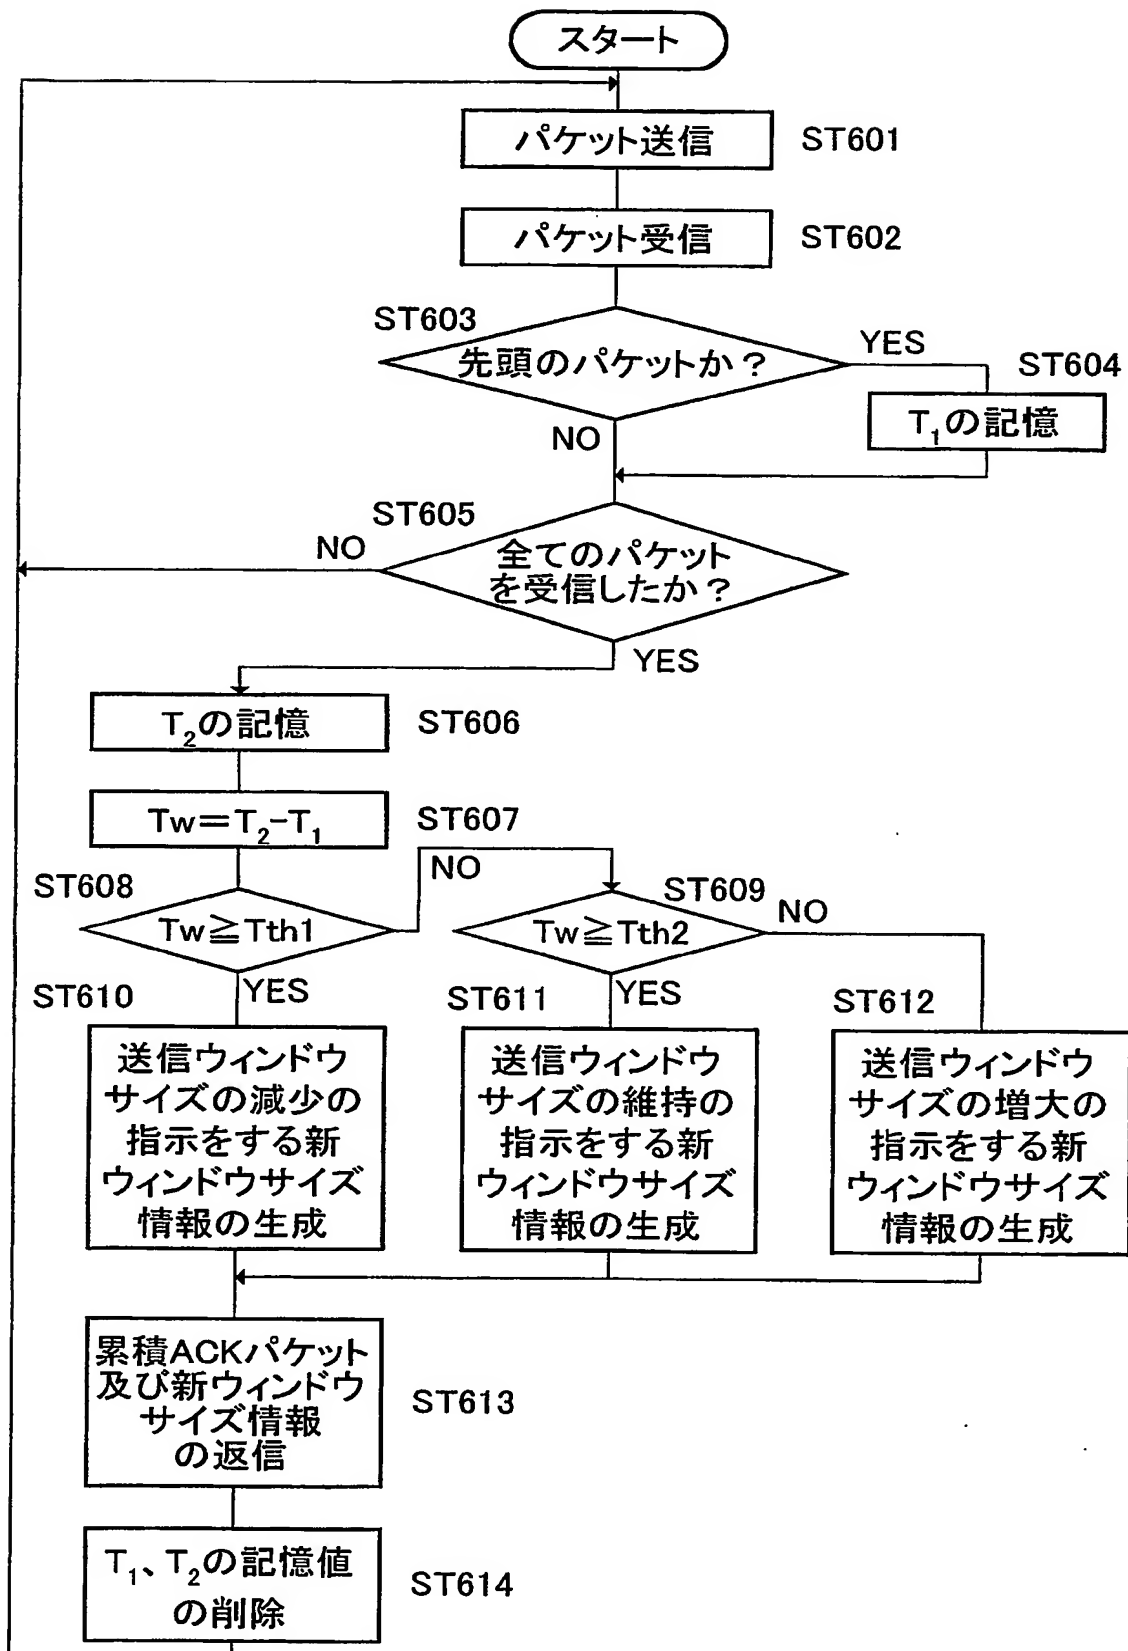 スタート
パケット送信
ST601
パケット受信
ST602
ST603
先頭のパケットか?
YES
ST604
T₁の記憶
NO
ST605
NO
全てのパケット
を受信したか?
YES
T₂の記憶
ST606
Tw=T₂-T₁
ST607
NO
ST608
Tw≧Tth1
ST609
Tw≧Tth2
NO
YES
YES
ST610
送信ウィンドウ
サイズの減少の
指示をする新
ウィンドウサイズ
情報の生成
ST611
送信ウィンドウ
サイズの維持の
指示をする新
ウィンドウサイズ
情報の生成
ST612
送信ウィンドウ
サイズの増大の
指示をする新
ウィンドウサイズ
情報の生成
累積ACKパケット
及び新ウィンドウ
サイズ情報
の返信
ST613
T₁、T₂の記憶値
の削除
ST614